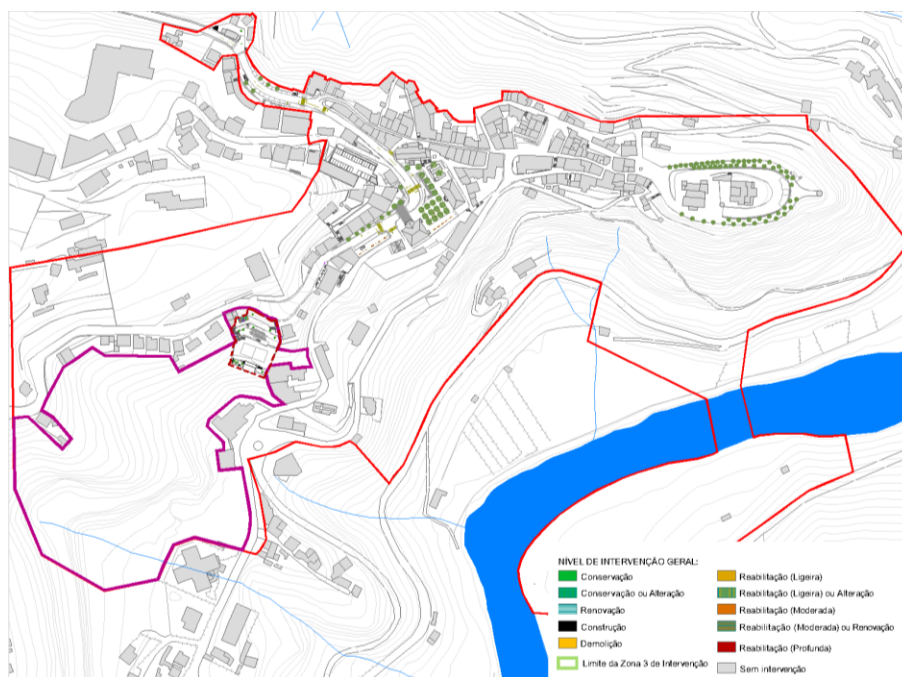 NÍVEL DE INTERVENÇÃO GERAL:
Conservação
Conservação ou Alteração
Renovação
Construção
Demolição
Limite da Zona 3 de Intervenção
Reabilitação (Ligeira)
Reabilitação (Ligeira) ou Alteração
Reabilitação (Moderada)
Reabilitação (Moderada) ou Renovação
Reabilitação (Profunda)
Sem intervenção